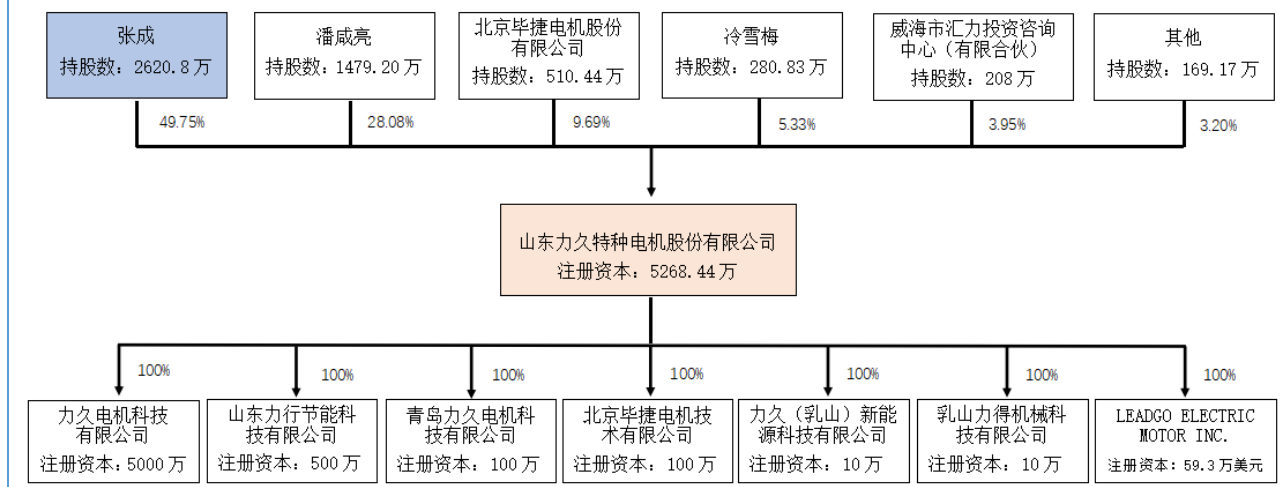 张成
持股数：2620.8万
潘咸亮
持股数：1479.20万
北京毕捷电机股份
有限公司
持股数：510.44万
冷雪梅
持股数：280.83万
威海市汇力投资咨询
中心（有限合伙）
持股数：208万
其他
持股数：169.17万
49.75%
28.08%
9.69%
5.33%
3.95%
3.20%
山东力久特种电机股份有限公司
注册资本：5268.44万
100%
100%
100%
100%
100%
100%
100%
力久电机科技
有限公司
注册资本：5000万
山东力行节能科
技有限公司
注册资本：500万
青岛力久电机科
技有限公司
注册资本：100万
北京毕捷电机技
术有限公司
注册资本：100万
力久（乳山）新能
源科技有限公司
注册资本：10万
乳山力得机械科
技有限公司
注册资本：10万
LEADGO ELECTRIC
MOTOR INC.
注册资本：59.3万美元